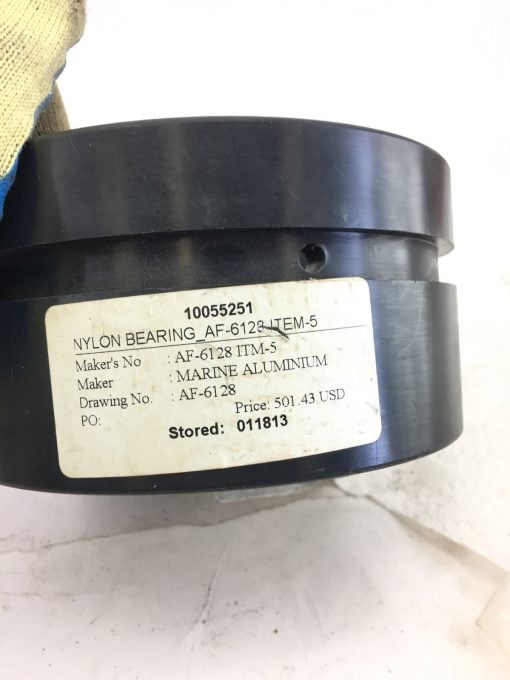 10055251
NYLON BEARING_AF-6128 ITEM-5
Maker's No : AF-6128 ITM-5
Maker : MARINE ALUMINIUM
Drawing No. : AF-6128
PO: Price: 501.43 USD
Stored: 011813